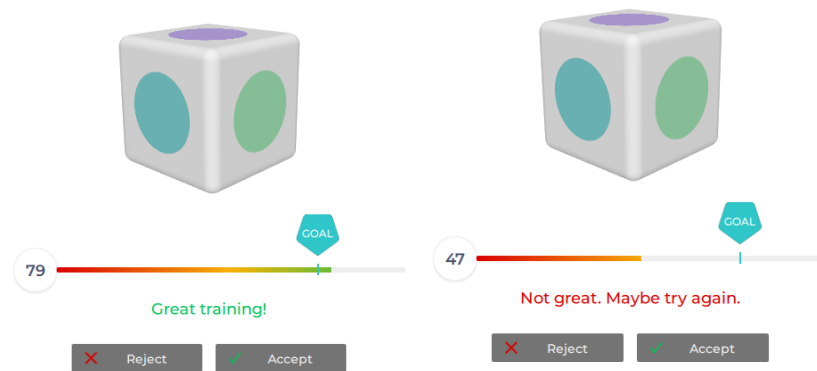 GOAL
79
Great training!
Reject
Accept
GOAL
47
Not great. Maybe try again.
Reject
Accept